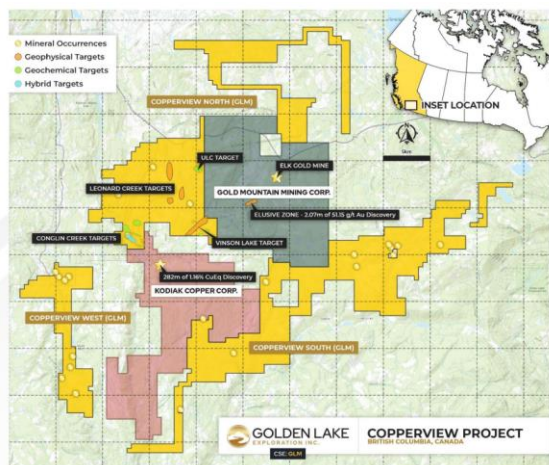 Mineral Occurrences
Geophysical Targets
Geochemical Targets
Hybrid Targets
INSET LOCATION
COPPERVIEW NORTH (GLM)
ULC TARGET
ELK GOLD MINE
LEONARD CREEK TARGETS
GOLD MOUNTAIN MINING CORP.
ELUSIVE ZONE - 2.07m of 51.15 g/t Au Discovery
CONGLIN CREEK TARGETS
VINSON LAKE TARGET
282m of 1.16% CuEq Discovery
KODIAK COPPER CORP.
COPPERVIEW WEST (GLM)
COPPERVIEW SOUTH (GLM)
GOLDEN LAKE
EXPLORATION INC.
CSE: GLM
COPPERVIEW PROJECT
BRITISH COLUMBIA, CANADA